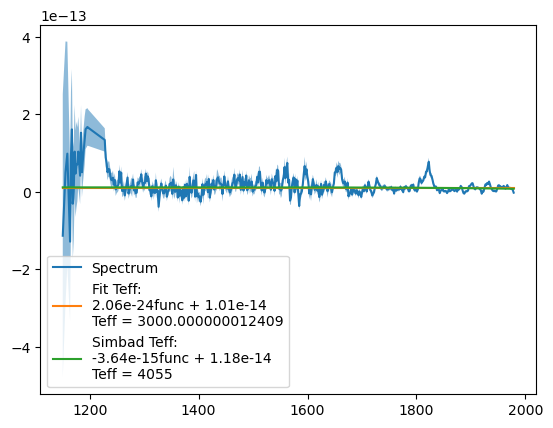 1e−13
4
2
0
−2
−4
Spectrum
Fit Teff:
2.06e-24func + 1.01e-14
Teff = 3000.000000012409
Simbad Teff:
-3.64e-15func + 1.18e-14
Teff = 4055
1200 1400 1600 1800 2000